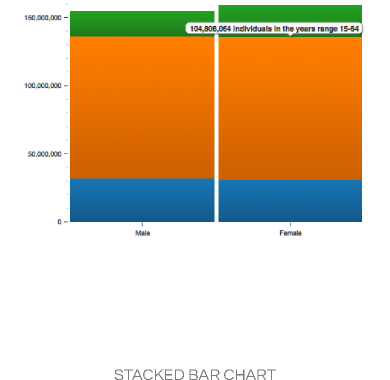 150,000,000
104,808,064 individuals in the years range 15-64
100,000,000
50,000,000
0
Male Female
STACKED BAR CHART